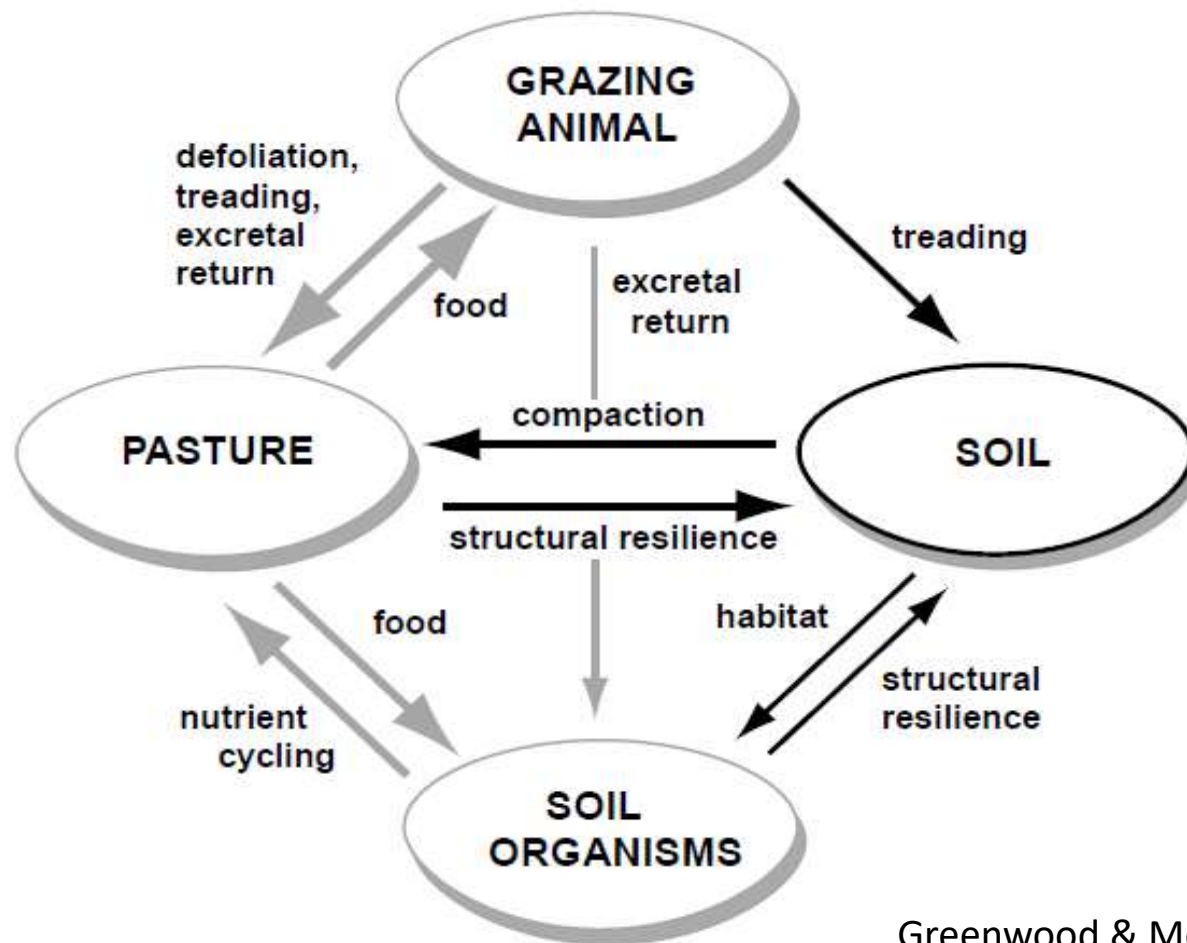 GRAZING
ANIMAL
defoliation,
treading,
excretal
return
food
excretal
return
treading
compaction
PASTURE
SOIL
structural resilience
food
habitat
nutrient
cycling
structural
resilience
SOIL
ORGANISMS
Greenwood &